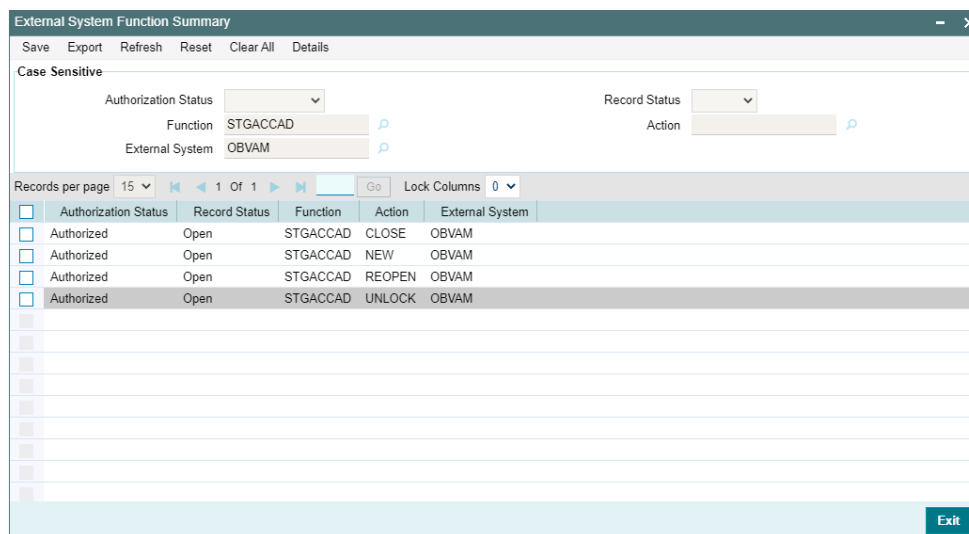 External System Function Summary
Save Export Refresh Reset Clear All Details
Case Sensitive
Authorization Status Record Status
Function STGACCAD Action
External System OBVAM
Records per page 15 1 Of 1 Go Lock Columns 0
Authorization Status Record Status Function Action External System
Authorized Open STGACCAD CLOSE OBVAM
Authorized Open STGACCAD NEW OBVAM
Authorized Open STGACCAD REOPEN OBVAM
Authorized Open STGACCAD UNLOCK OBVAM
Exit